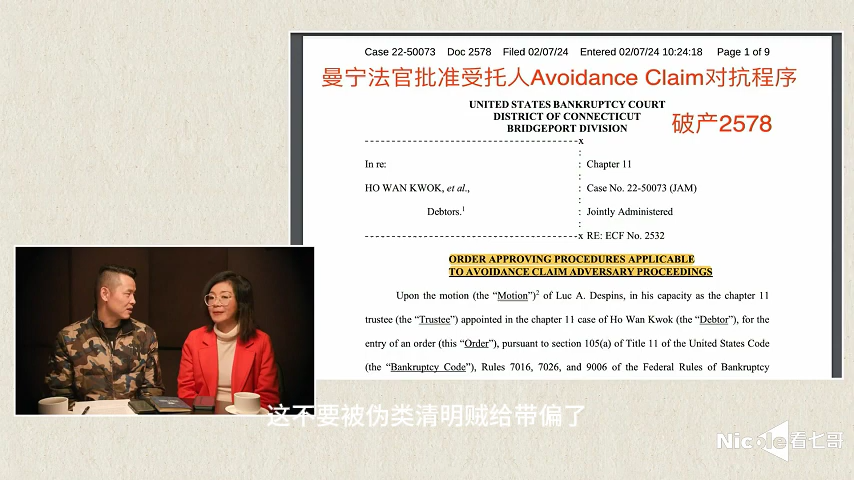 Case 22-50073 Doc 2578 Filed 02/07/24 Entered 02/07/24 10:24:18 Page 1 of 9
曼宁法官批准受托人Avoidance Claim对抗程序
UNITED STATES BANKRUPTCY COURT
DISTRICT OF CONNECTICUT
BRIDGEPORT DIVISION
破产2578
---------------------------------------------------x
:
In re: : Chapter 11
:
HO WAN KWOK, et al., : Case No. 22-50073 (JAM)
:
Debtors.1 : Jointly Administered
:
---------------------------------------------------x RE: ECF No. 2532
ORDER APPROVING PROCEDURES APPLICABLE
TO AVOIDANCE CLAIM ADVERSARY PROCEEDINGS
Upon the motion (the “Motion”)2 of Luc A. Despins, in his capacity as the chapter 11
trustee (the “Trustee”) appointed in the chapter 11 case of Ho Wan Kwok (the “Debtor”), for the
entry of an order (this “Order”), pursuant to section 105(a) of Title 11 of the United States Code
(the “Bankruptcy Code”), Rules 7016, 7026, and 9006 of the Federal Rules of Bankruptcy
这不要被伪类清明贼给带偏了
Nicole看七哥